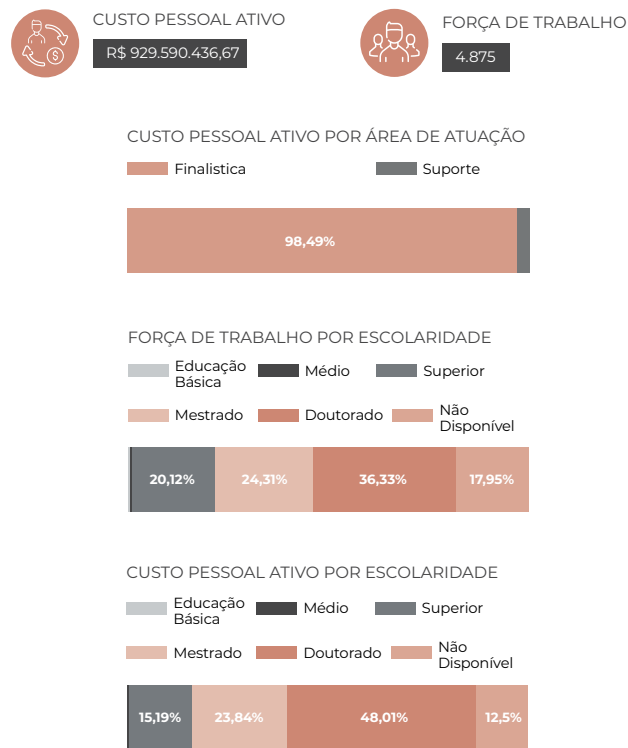 CUSTO PESSOAL ATIVO
R$ 929.590.436,67
FORÇA DE TRABALHO
4.875
CUSTO PESSOAL ATIVO POR ÁREA DE ATUAÇÃO
Finalistica
Suporte
98,49%
FORÇA DE TRABALHO POR ESCOLARIDADE
Educação
Básica
Médio
Superior
Mestrado
Doutorado
Não
Disponível
20,12%
24,31%
36,33%
17,95%
CUSTO PESSOAL ATIVO POR ESCOLARIDADE
Educação
Básica
Médio
Superior
Mestrado
Doutorado
Não
Disponível
15,19%
23,84%
48,01%
12,5%